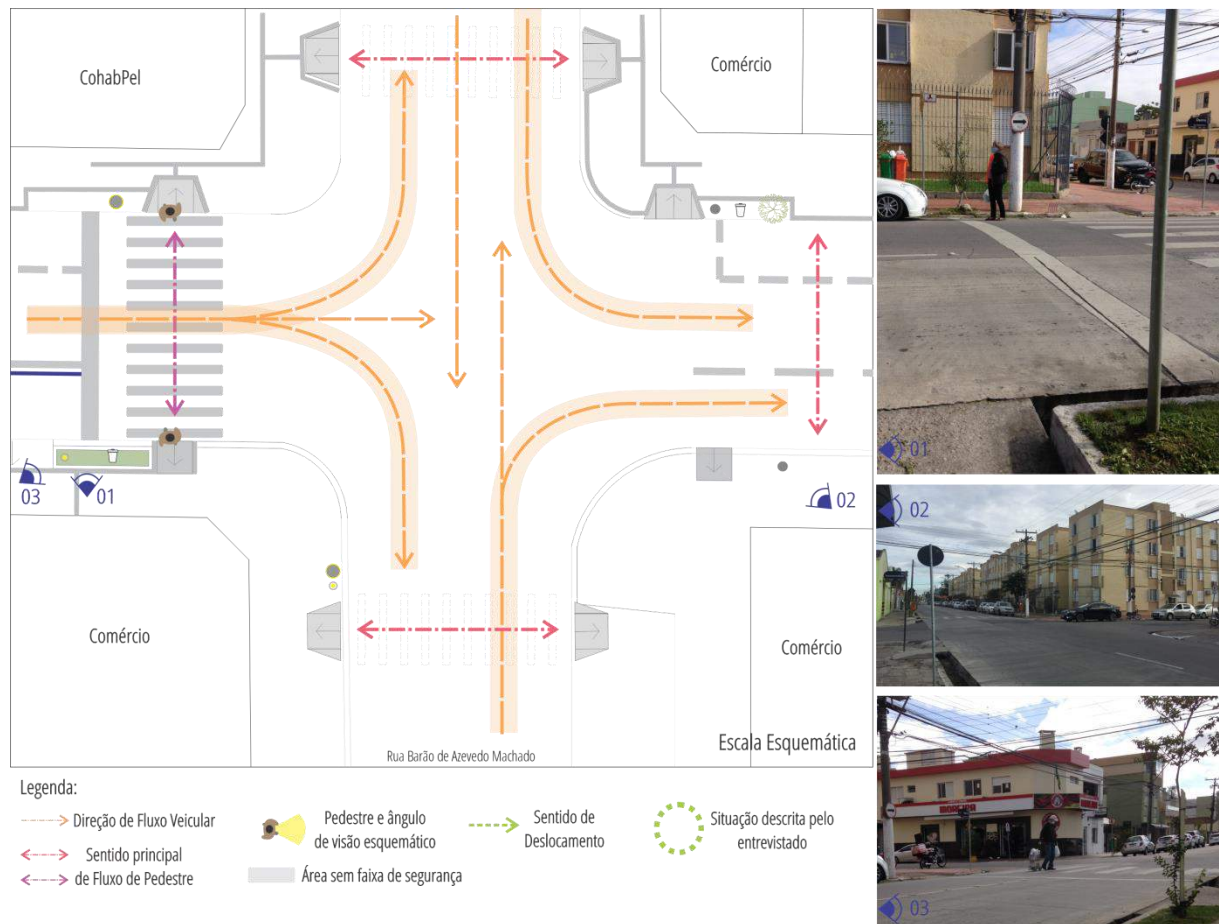 CohabPel
Comércio
03
01
02
Comércio
Comércio
Rua Barão de Azevedo Machado
Escala Esquemática
01
02
MOREIRA
03
Legenda:
Direção de Fluxo Veicular
Sentido principal
de Fluxo de Pedestre
Pedestre e ângulo
de visão esquemático
Área sem faixa de segurança
Sentido de
Deslocamento
Situação descrita pelo
entrevistado